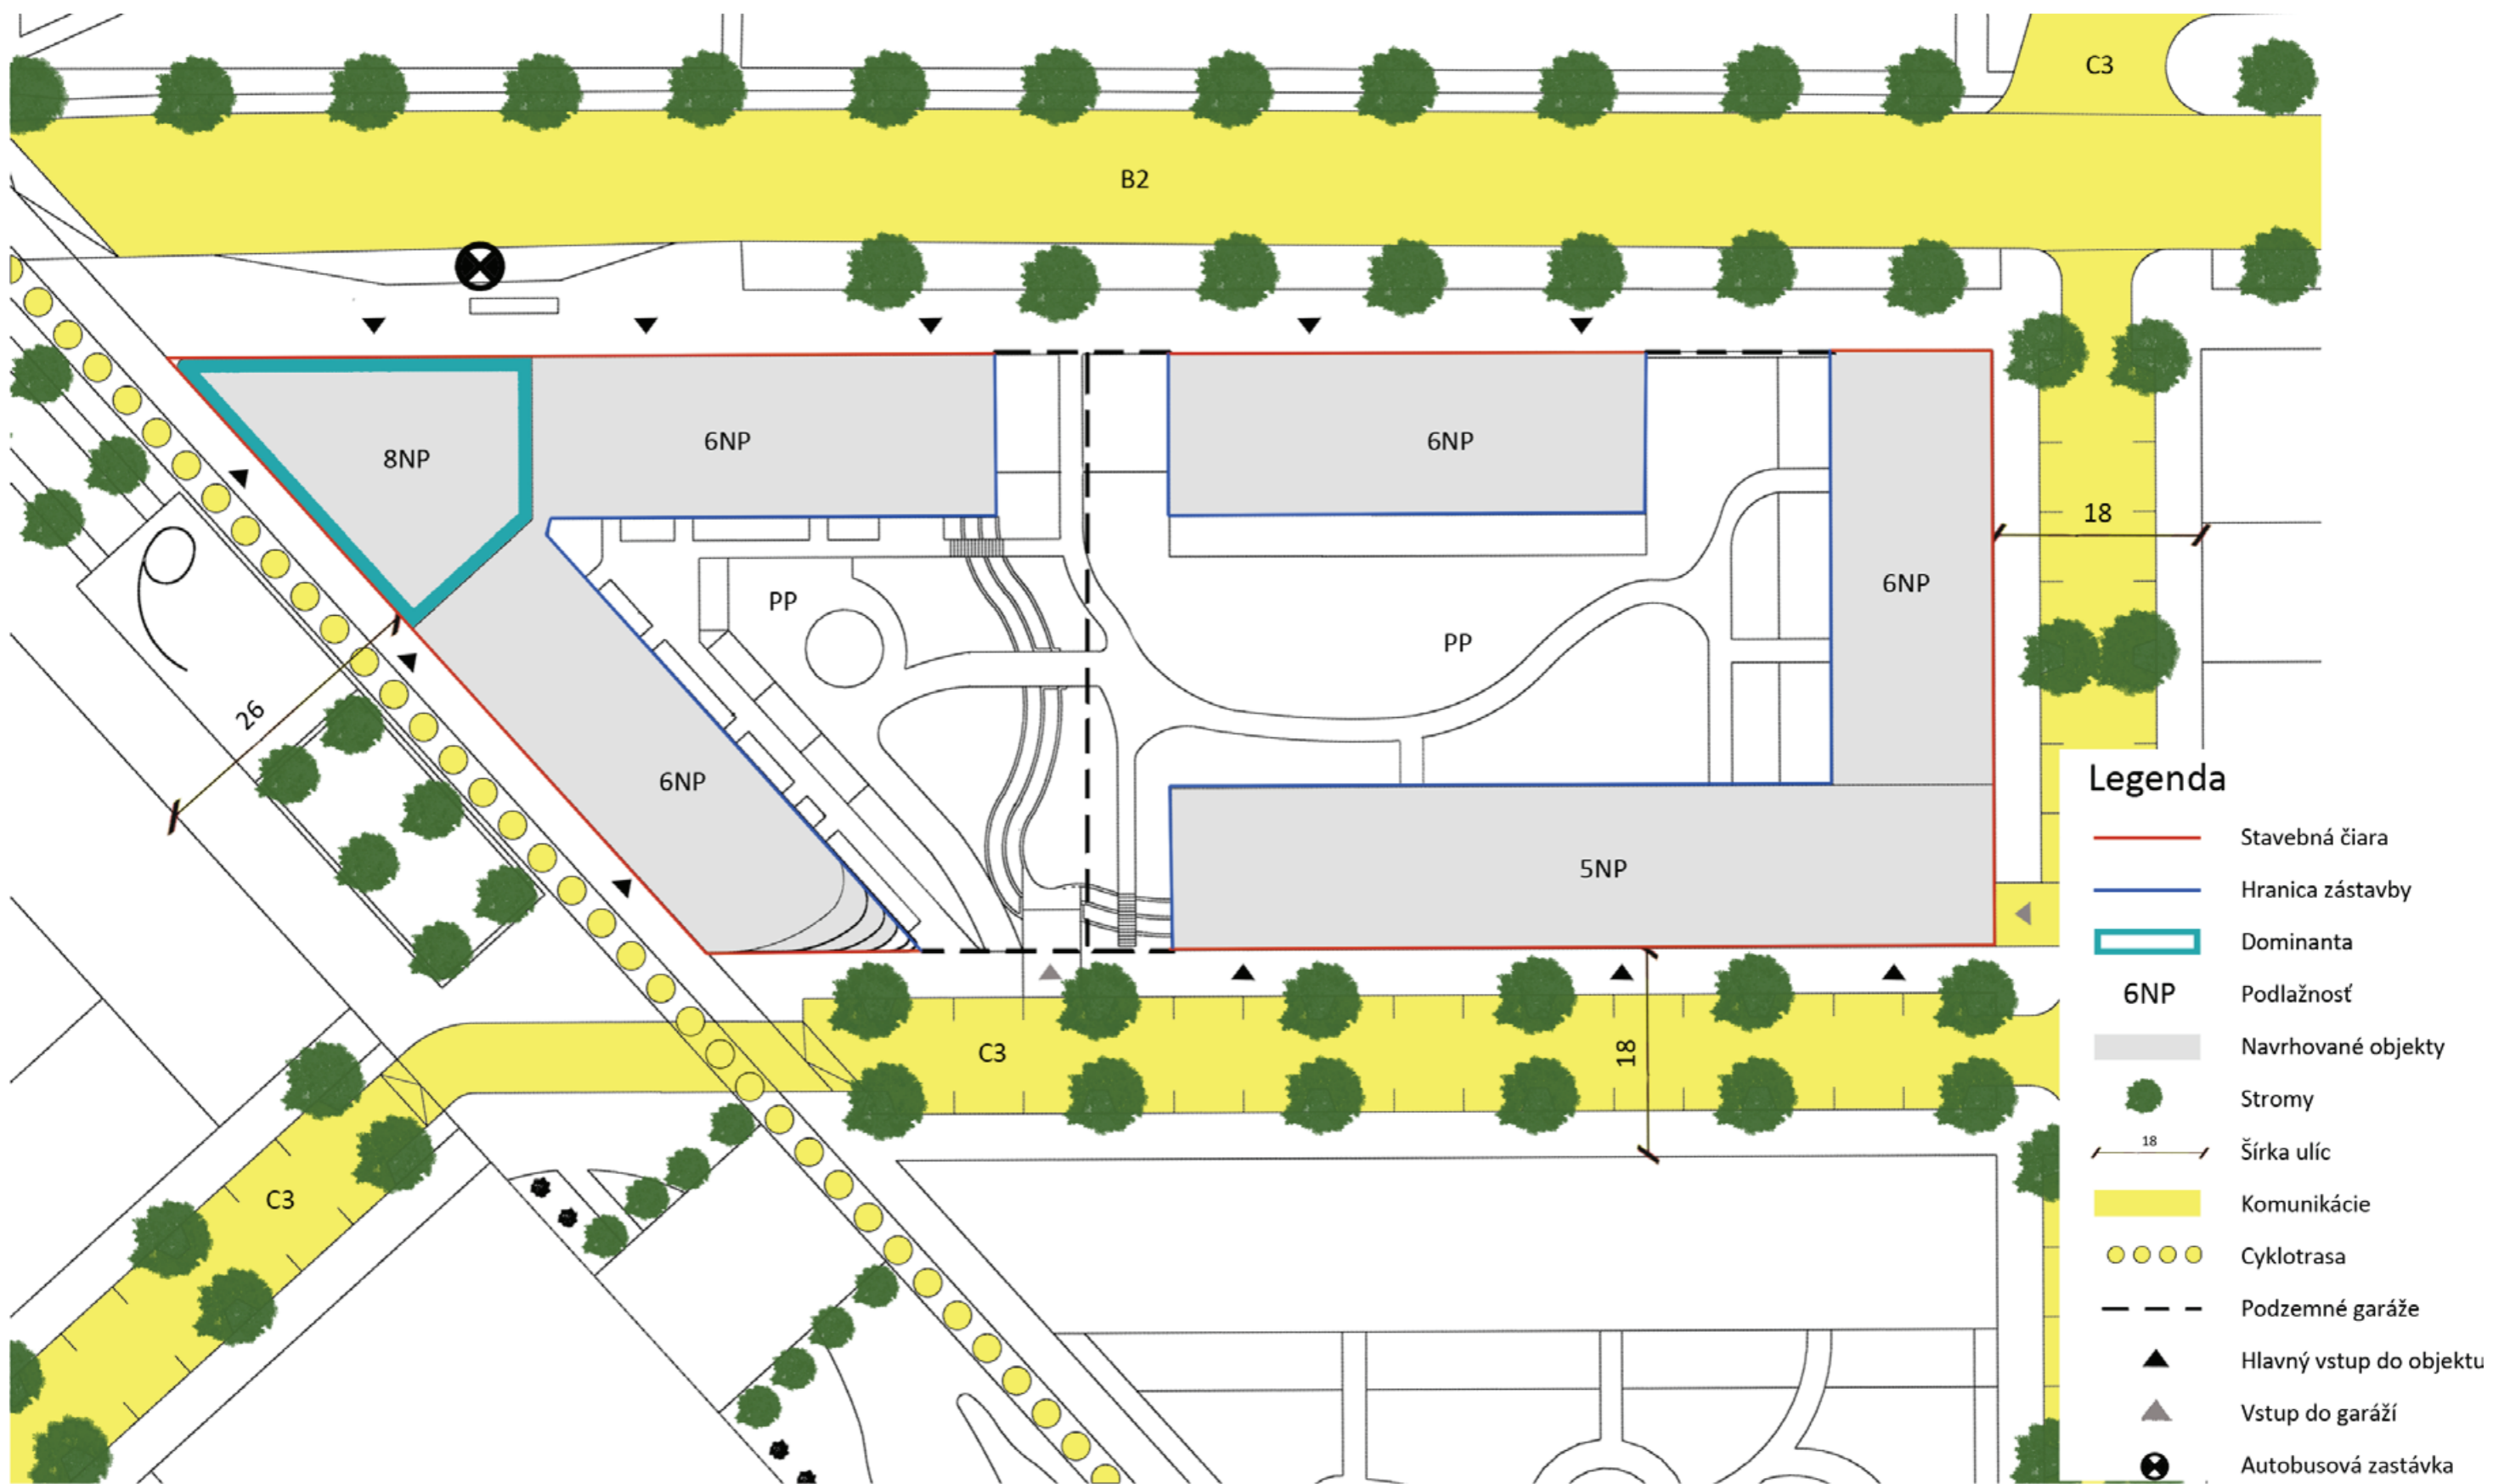 C3
B2
8NP
6NP
6NP
18
6NP
PP
PP
26
6NP
5NP
C3
18
C3
Legenda
Stavebná čiara
Hranica zástavby
Dominanta
6NP Podlažnosť
Navrhované objekty
Stromy
18 Šírka ulíc
Komunikácie
Cyklotrasa
Podzemné garáže
Hlavný vstup do objektu
Vstup do garáží
Autobusová zastávka